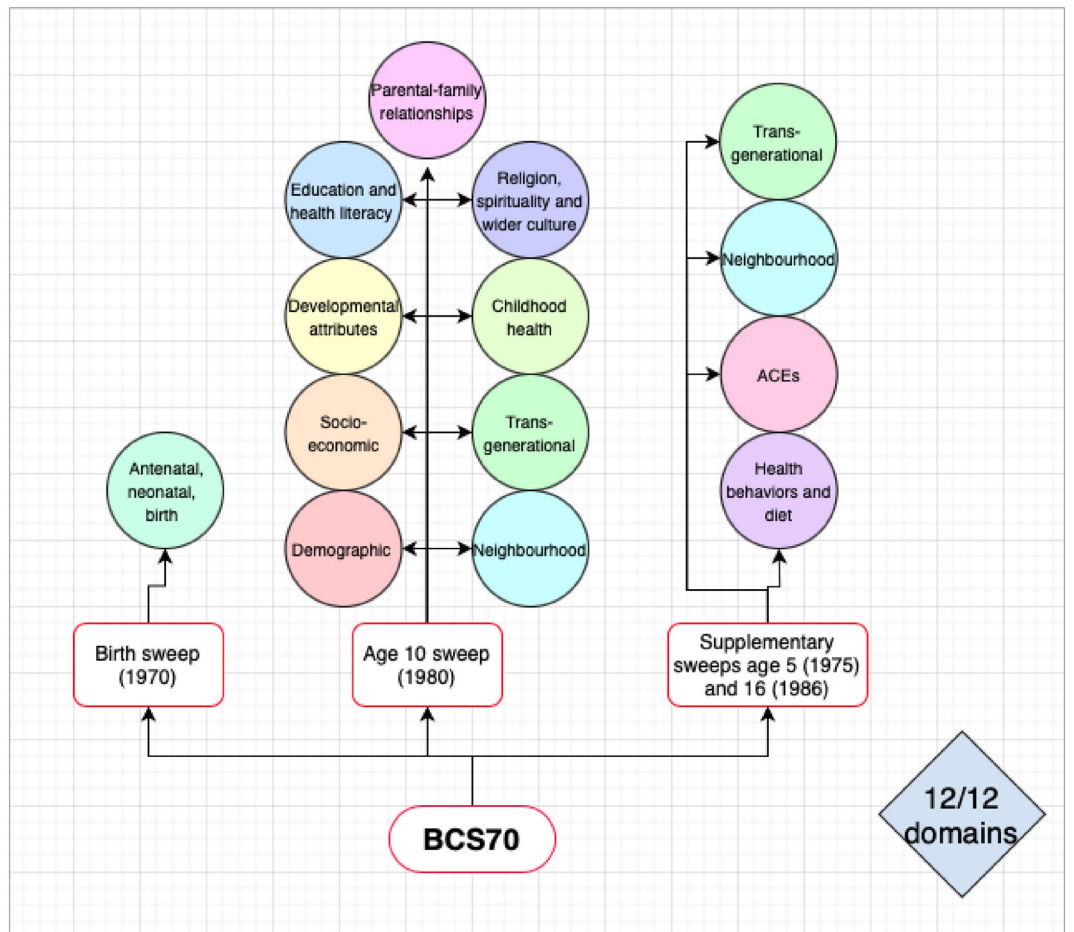 Parental-family
relationships
Education and
health literacy
Religion,
spirituality and
wider culture
Developmental
attributes
Childhood
health
Socio-
economic
Trans-
generational
Demographic
Neighbourhood
Trans-
generational
Neighbourhood
ACEs
Health
behaviors and
diet
Antenatal,
neonatal,
birth
Birth sweep
(1970)
Age 10 sweep
(1980)
Supplementary
sweeps age 5 (1975)
and 16 (1986)
BCS70
12/12
domains